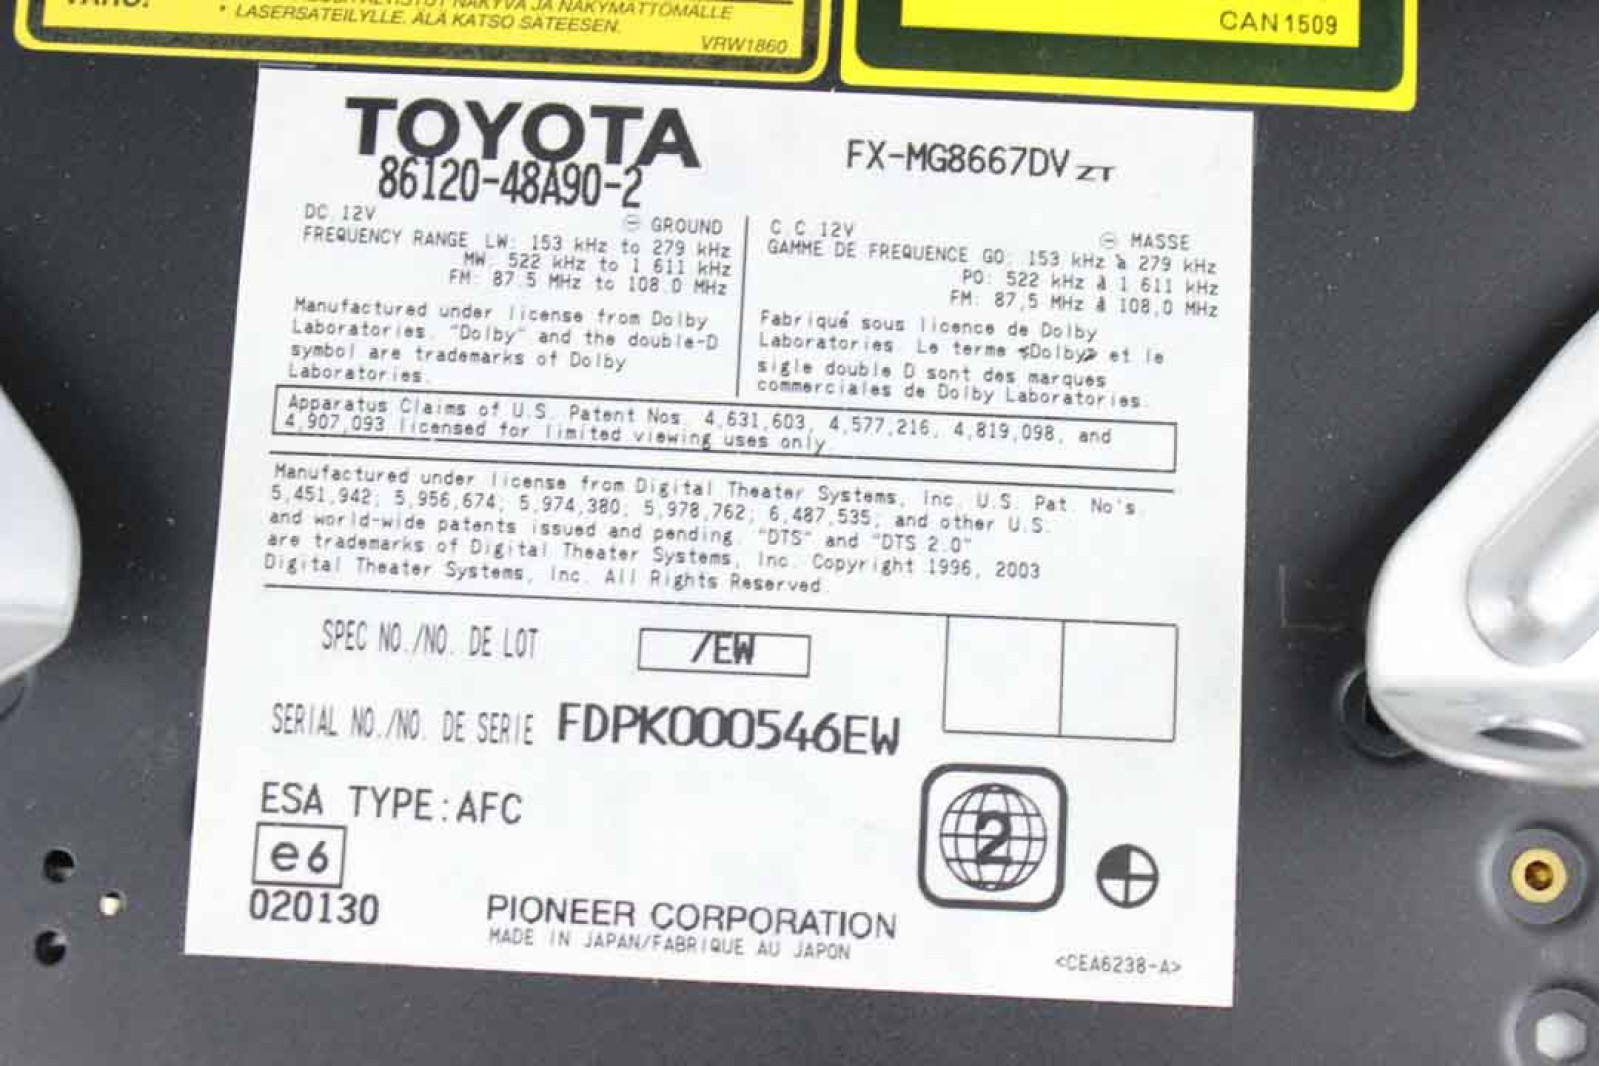 NÄKYVÄ JA NÄKYMÄTTÖMÄLLE
• LASERSÄTEILYLLE. ÄLÄ KATSO SÄTEESEEN.
VRW1860
CAN1509
TOYOTA
86120-48A90-2
FX-MG8667DV ZT
DC 12V ⊖ GROUND
FREQUENCY RANGE LW: 153 kHz to 279 kHz
MW: 522 kHz to 1 611 kHz
FM: 87.5 MHz to 108.0 MHz
Manufactured under license from Dolby
Laboratories. "Dolby" and the double-D
symbol are trademarks of Dolby
Laboratories.
C.C 12V ⊖ MASSE
GAMME DE FREQUENCE GO: 153 kHz à 279 kHz
PO: 522 kHz à 1 611 kHz
FM: 87,5 MHz à 108,0 MHz
Fabriqué sous licence de Dolby
Laboratories. Le terme «Dolby» et le
sigle double D sont des marques
commerciales de Dolby Laboratories.
Apparatus Claims of U.S. Patent Nos. 4,631,603, 4,577,216, 4,819,098, and
4,907,093 licensed for limited viewing uses only.
Manufactured under license from Digital Theater Systems, Inc. U.S. Pat. No's
5,451,942; 5,956,674; 5,974,380; 5,978,762; 6,487,535; and other U.S.
and world-wide patents issued and pending. "DTS" and "DTS 2.0"
are trademarks of Digital Theater Systems, Inc. Copyright 1996, 2003
Digital Theater Systems, Inc. All Rights Reserved.
SPEC NO./NO. DE LOT /EW
SERIAL NO./NO. DE SERIE FDPK000546EW
ESA TYPE:AFC
e6
020130
2
PIONEER CORPORATION
MADE IN JAPAN/FABRIQUE AU JAPON
<CEA6238-A>